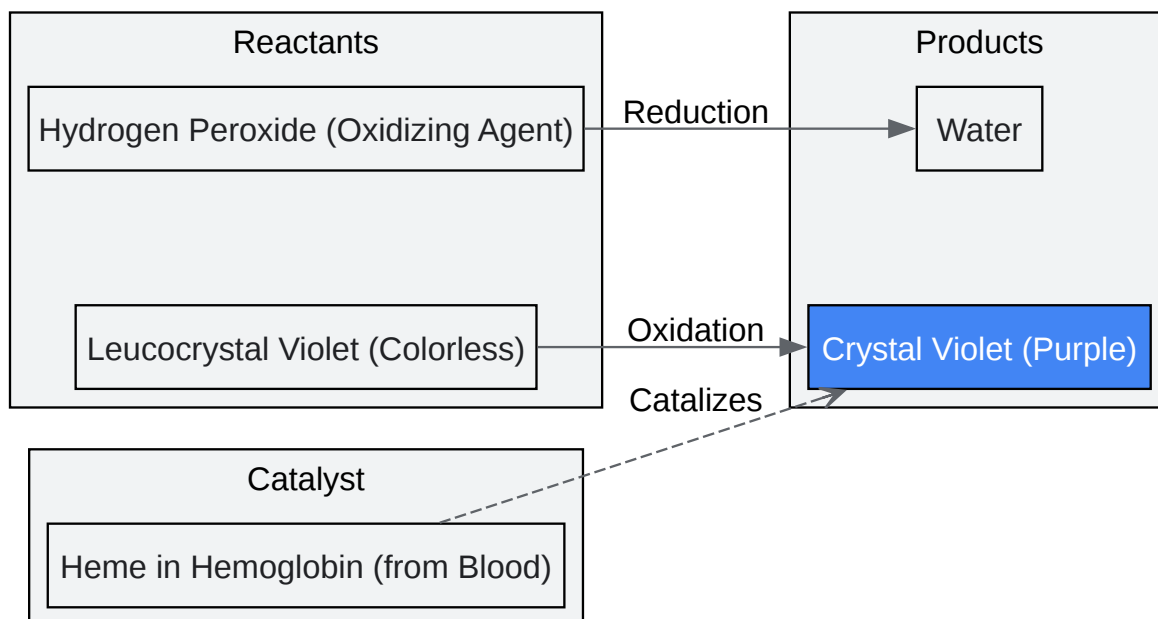 Reactants
Products
Hydrogen Peroxide (Oxidizing Agent)
Reduction
Water
Leucocrystal Violet (Colorless)
Oxidation
Crystal Violet (Purple)
Catalizes
Catalyst
Heme in Hemoglobin (from Blood)